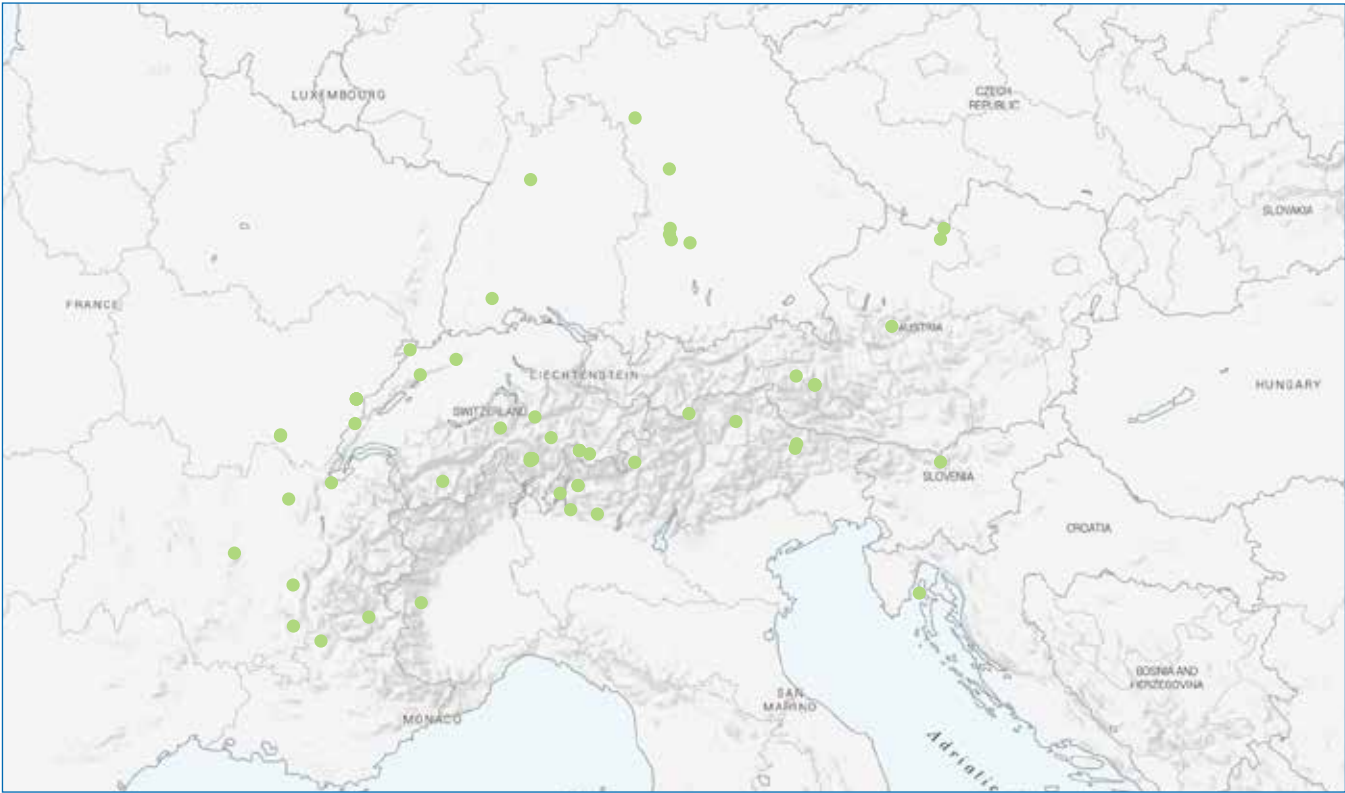 LUXEMBOURG
CZECH
REPUBLIC
SLOVAKIA
FRANCE
AUSTRIA
LIECHTENSTEIN
HUNGARY
SWITZERLAND
SLOVENIA
CROATIA
BOSNIA AND
HERZEGOVINA
SAN
MARINO
MONACO
Adriatic